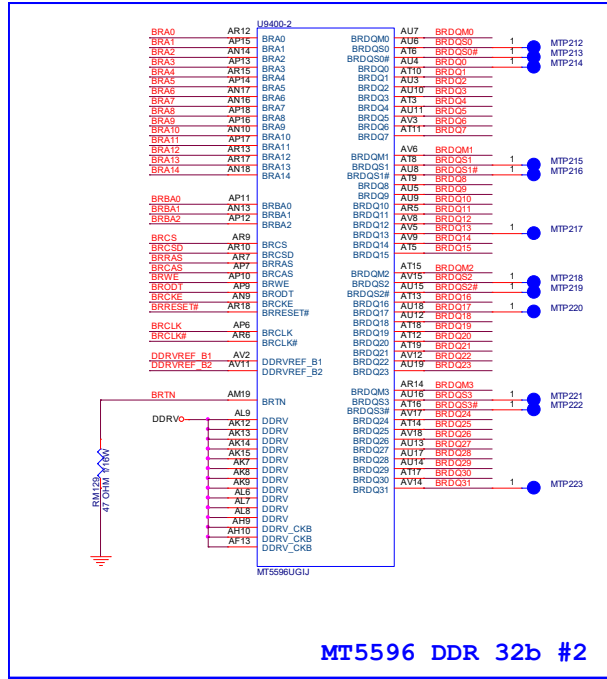 U9400-2
BRA0 AR12 BRA0
BRA1 AP15 BRA1
BRA2 AN14 BRA2
BRA3 AP13 BRA3
BRA4 AR15 BRA4
BRA5 AP14 BRA5
BRA6 AN17 BRA6
BRA7 AN16 BRA7
BRA8 AP18 BRA8
BRA9 AP16 BRA9
BRA10 AN10 BRA10
BRA11 AP17 BRA11
BRA12 AR13 BRA12
BRA13 AR17 BRA13
BRA14 AN18 BRA14
BRBA0 AP11 BRBA0
BRBA1 AN13 BRBA1
BRBA2 AP12 BRBA2
BRCS AR9 BRCS
BRCSD AR10 BRCSD
BRRAS AR7 BRRAS
BRCAS AP7 BRCAS
BRWE AP10 BRWE
BRODT AP9 BRODT
BRCKE AN9 BRCKE
BRRESET# AR18 BRRESET#
BRCLK AP6 BRCLK
BRCLK# AR6 BRCLK#
DDRVREF_B1 AV2 DDRVREF_B1
DDRVREF_B2 AV11 DDRVREF_B2
BRTN AM19 BRTN
DDRV AL9 DDRV
AK12 DDRV
AK13 DDRV
AK14 DDRV
AK15 DDRV
AK7 DDRV
AK8 DDRV
AK9 DDRV
AL6 DDRV
AL7 DDRV
AL8 DDRV
AH9 DDRV_CKB
AH10 DDRV_CKB
AF13 DDRV_CKB
RM129
47 OHM 1/16W
BRDQM0 AU7 BRDQM0
BRDQS0 AU6 BRDQS0 1 MTP212
BRDQS0# AT6 BRDQS0# 1 MTP213
BRDQ0 AU4 BRDQ0 1 MTP214
BRDQ1 AT10 BRDQ1
BRDQ2 AU3 BRDQ2
BRDQ3 AU10 BRDQ3
BRDQ4 AT3 BRDQ4
BRDQ5 AU11 BRDQ5
BRDQ6 AV3 BRDQ6
BRDQ7 AT11 BRDQ7
BRDQM1 AV6 BRDQM1
BRDQS1 AT8 BRDQS1 1 MTP215
BRDQS1# AU8 BRDQS1# 1 MTP216
BRDQ8 AT9 BRDQ8
BRDQ9 AU5 BRDQ9
BRDQ10 AU9 BRDQ10
BRDQ11 AR5 BRDQ11
BRDQ12 AV8 BRDQ12
BRDQ13 AV5 BRDQ13 1 MTP217
BRDQ14 AV9 BRDQ14
BRDQ15 AT5 BRDQ15
BRDQM2 AT15 BRDQM2
BRDQS2 AV15 BRDQS2 1 MTP218
BRDQS2# AU15 BRDQS2# 1 MTP219
BRDQ16 AT13 BRDQ16
BRDQ17 AU18 BRDQ17 1 MTP220
BRDQ18 AU12 BRDQ18
BRDQ19 AT18 BRDQ19
BRDQ20 AT12 BRDQ20
BRDQ21 AT19 BRDQ21
BRDQ22 AV12 BRDQ22
BRDQ23 AU19 BRDQ23
BRDQM3 AR14 BRDQM3
BRDQS3 AU16 BRDQS3 1 MTP221
BRDQS3# AT16 BRDQS3# 1 MTP222
BRDQ24 AV17 BRDQ24
BRDQ25 AT14 BRDQ25
BRDQ26 AV18 BRDQ26
BRDQ27 AU13 BRDQ27
BRDQ28 AU17 BRDQ28
BRDQ29 AU14 BRDQ29
BRDQ30 AT17 BRDQ30
BRDQ31 AV14 BRDQ31 1 MTP223
MT5596UGIJ
MT5596 DDR 32b #2